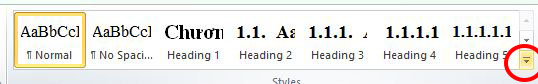 AaBbCcI AaBbCcI Chươn 1.1. Aa 1.1.1. A 1.1.1.1 1.1.1.1.1
¶ Normal ¶ No Spaci... Heading 1 Heading 2 Heading 3 Heading 4 Heading 5
Styles